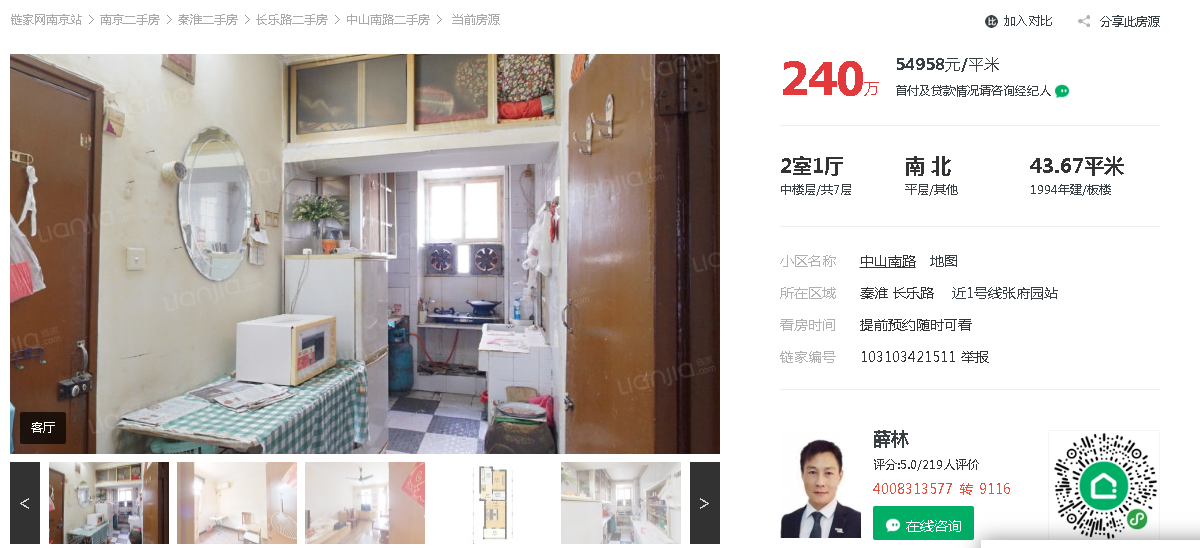 链家网南京站 > 南京二手房 > 秦淮二手房 > 长乐路二手房 > 中山南路二手房 > 当前房源
加入对比 分享此房源
240万
54958元/平米
首付及贷款情况请咨询经纪人
2室1厅 南 北 43.67平米
中楼层/共7层 平层/其他 1994年建/板楼
小区名称 中山南路 地图
所在区域 秦淮 长乐路 近1号线张府园站
看房时间 提前预约随时可看
链家编号 103103421511 举报
lianjia.com
lianjia.com
lianjia.com
客厅
薛林
评分:5.0/219人评价
4008313577 转 9116
在线咨询
< >